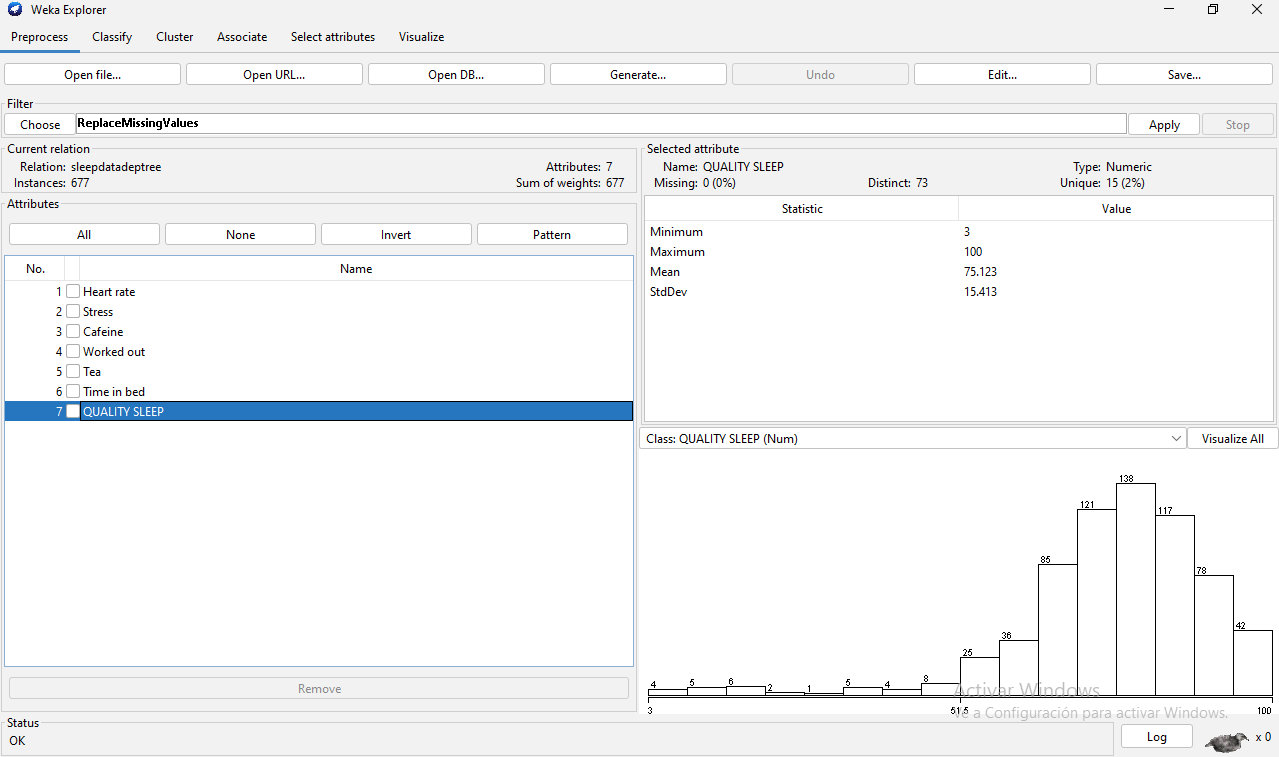 Weka Explorer
Preprocess Classify Cluster Associate Select attributes Visualize
Open file... Open URL... Open DB... Generate... Undo Edit... Save...
Filter
Choose ReplaceMissingValues Apply Stop
Current relation
Relation: sleepdatadeptree Attributes: 7
Instances: 677 Sum of weights: 677
Attributes
All None Invert Pattern
No. Name
1 Heart rate
2 Stress
3 Cafeine
4 Worked out
5 Tea
6 Time in bed
7 QUALITY SLEEP
Remove
Selected attribute
Name: QUALITY SLEEP Type: Numeric
Missing: 0 (0%) Distinct: 73 Unique: 15 (2%)
Statistic Value
Minimum 3
Maximum 100
Mean 75.123
StdDev 15.413
Class: QUALITY SLEEP (Num) Visualize All
4 5 6 2 1 5 4 8 25 36 85 121 138 117 78 42
3 51.5 100
Activar Windows
Ve a Configuración para activar Windows.
Status
OK Log x 0